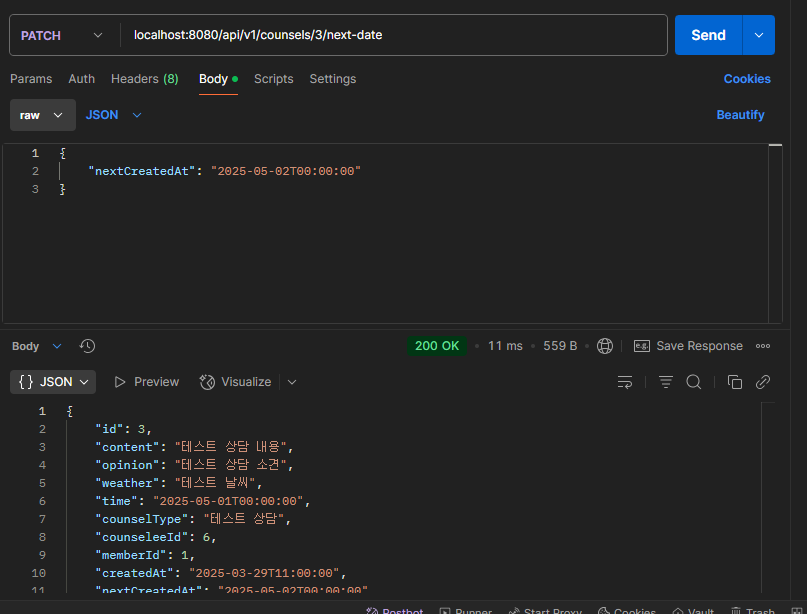 PATCH localhost:8080/api/v1/counsels/3/next-date Send
Params Auth Headers (8) Body Scripts Settings Cookies
raw JSON Beautify
1 {
2 "nextCreatedAt": "2025-05-02T00:00:00"
3 }
Body 200 OK • 11 ms • 559 B • e.g. Save Response
{} JSON Preview Visualize
1 {
2 "id": 3,
3 "content": "테스트 상담 내용",
4 "opinion": "테스트 상담 소견",
5 "weather": "테스트 날씨",
6 "time": "2025-05-01T00:00:00",
7 "counselType": "테스트 상담",
8 "counseleeId": 6,
9 "memberId": 1,
10 "createdAt": "2025-03-29T11:00:00",
11 "nextCreatedAt": "2025-05-02T00:00:00"
Postbot Runner Start Proxy Cookies Vault Trash